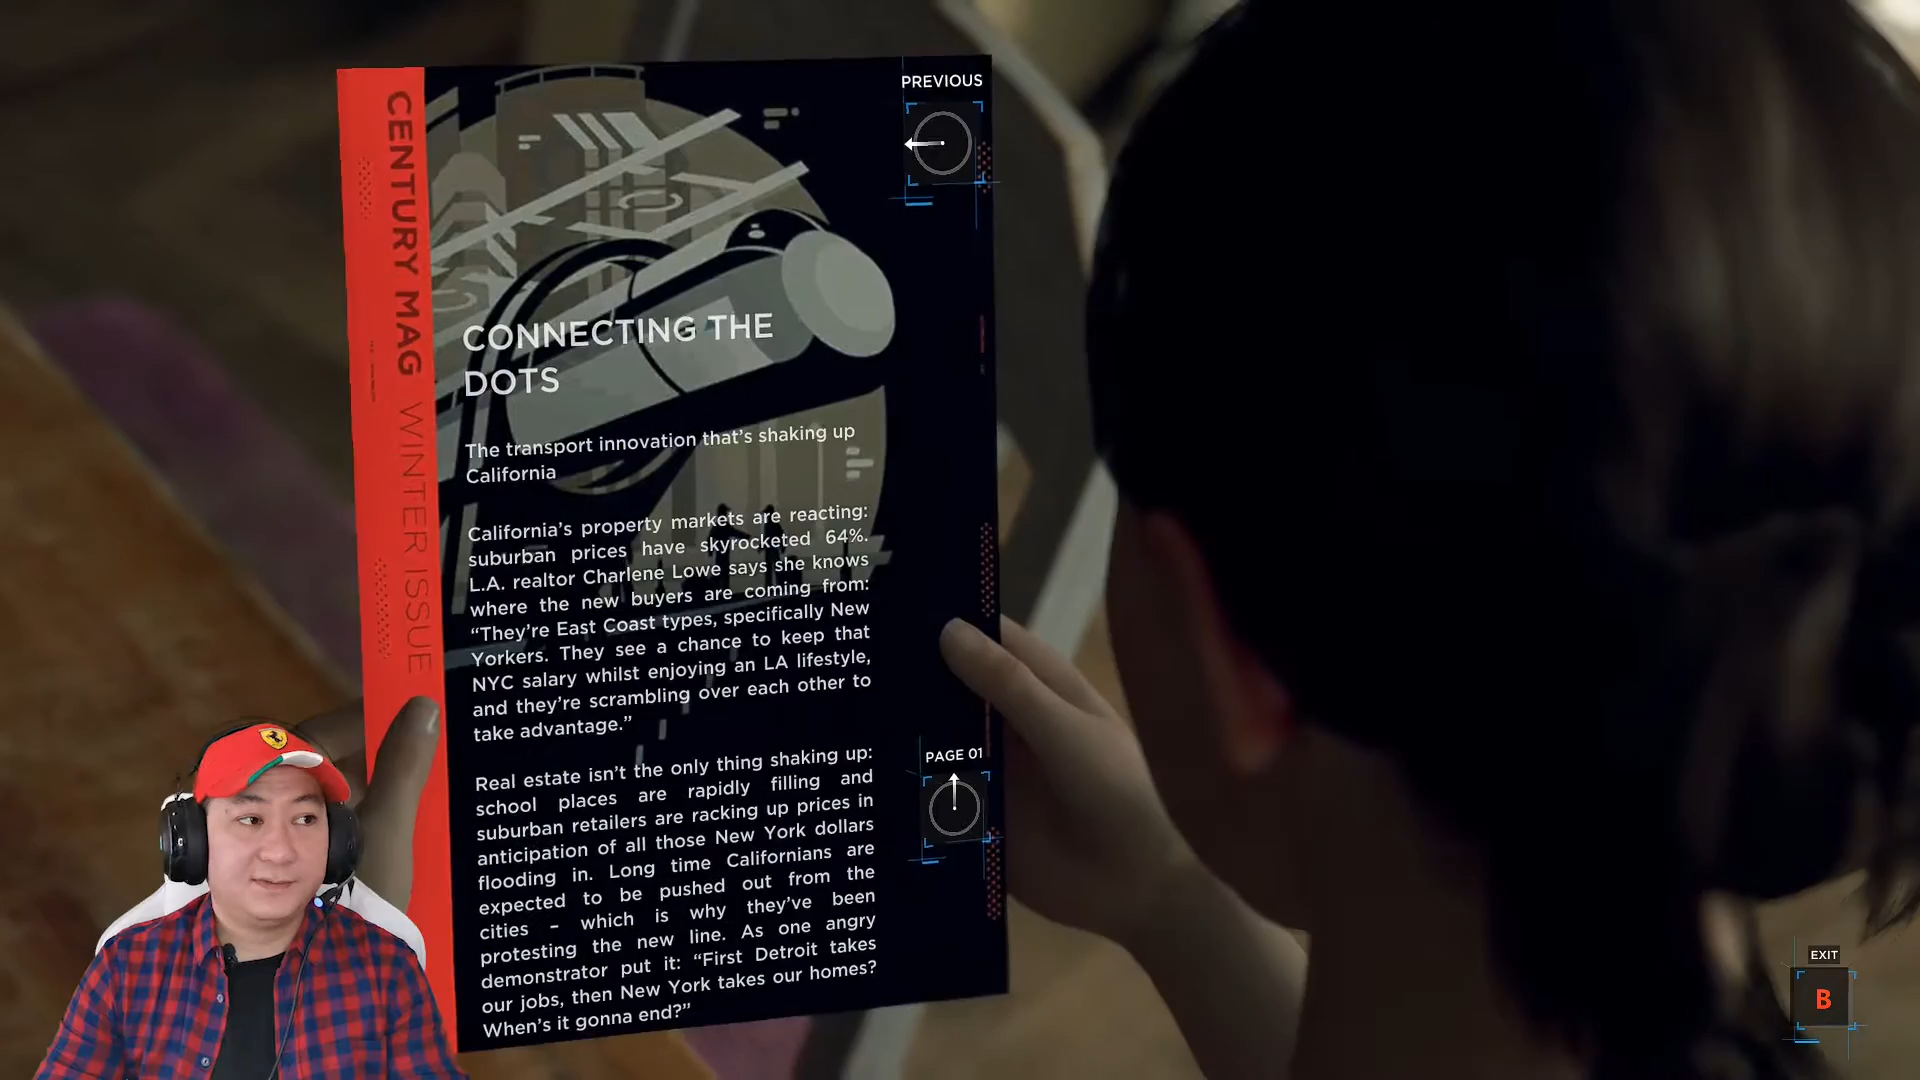 CENTURY MAG WINTER ISSUE
PREVIOUS
CONNECTING THE
DOTS
The transport innovation that's shaking up
California
California's property markets are reacting:
suburban prices have skyrocketed 64%.
L.A. realtor Charlene Lowe says she knows
where the new buyers are coming from:
“They're East Coast types, specifically New
Yorkers. They see a chance to keep that
NYC salary whilst enjoying an LA lifestyle,
and they're scrambling over each other to
take advantage.”
Real estate isn't the only thing shaking up:
school places are rapidly filling and
suburban retailers are racking up prices in
anticipation of all those New York dollars
flooding in. Long time Californians are
expected to be pushed out from the
cities – which is why they've been
protesting the new line. As one angry
demonstrator put it: “First Detroit takes
our jobs, then New York takes our homes?
When's it gonna end?”
PAGE 01
EXIT
B